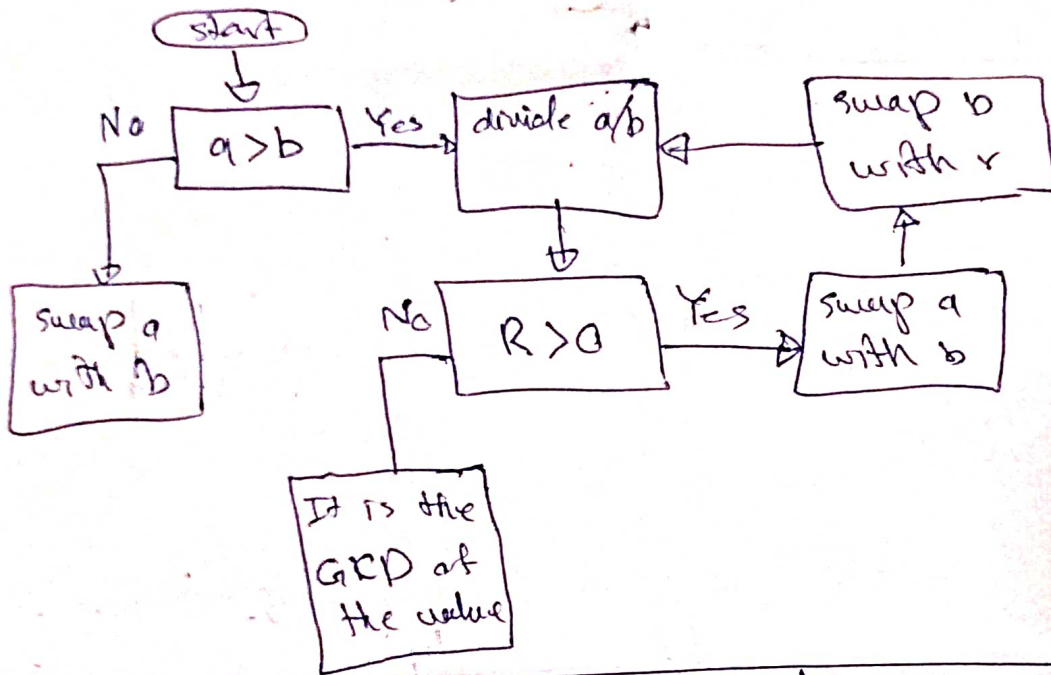 start
No
a>b
Yes
divide a/b
swap b
with r
swap a
with b
No
R>0
Yes
swap a
with b
It is the
GCD of
the value